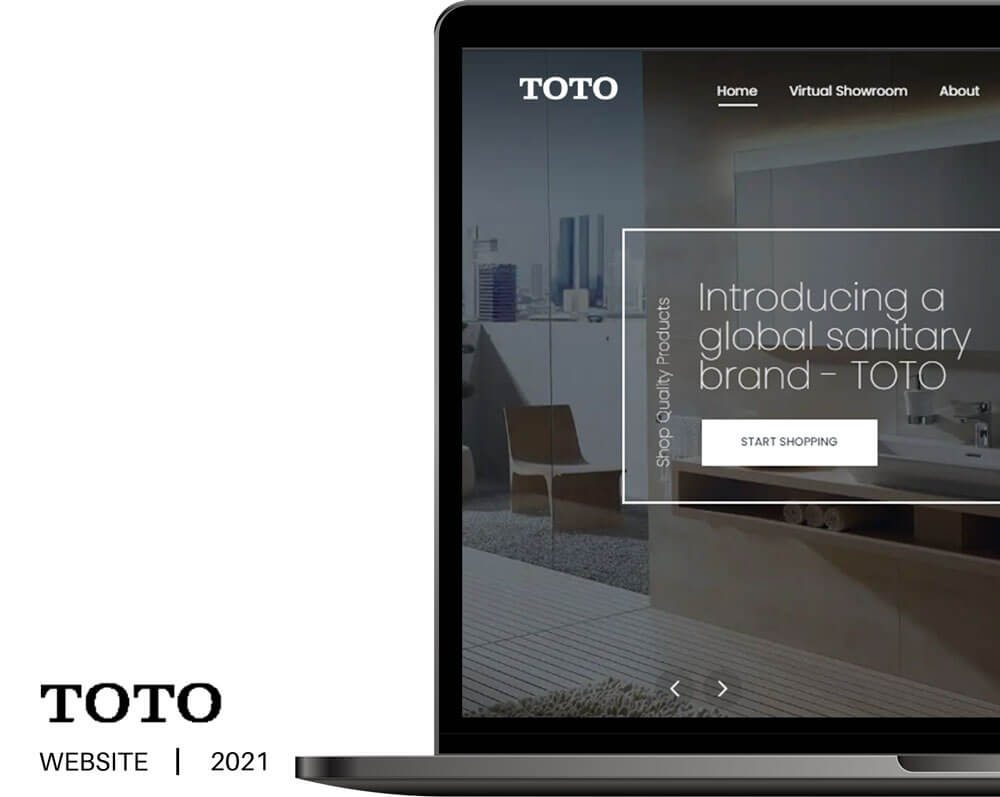 TOTO
Home Virtual Showroom About
Shop Quality Products
Introducing a
global sanitary
brand - TOTO
START SHOPPING
TOTO
WEBSITE | 2021